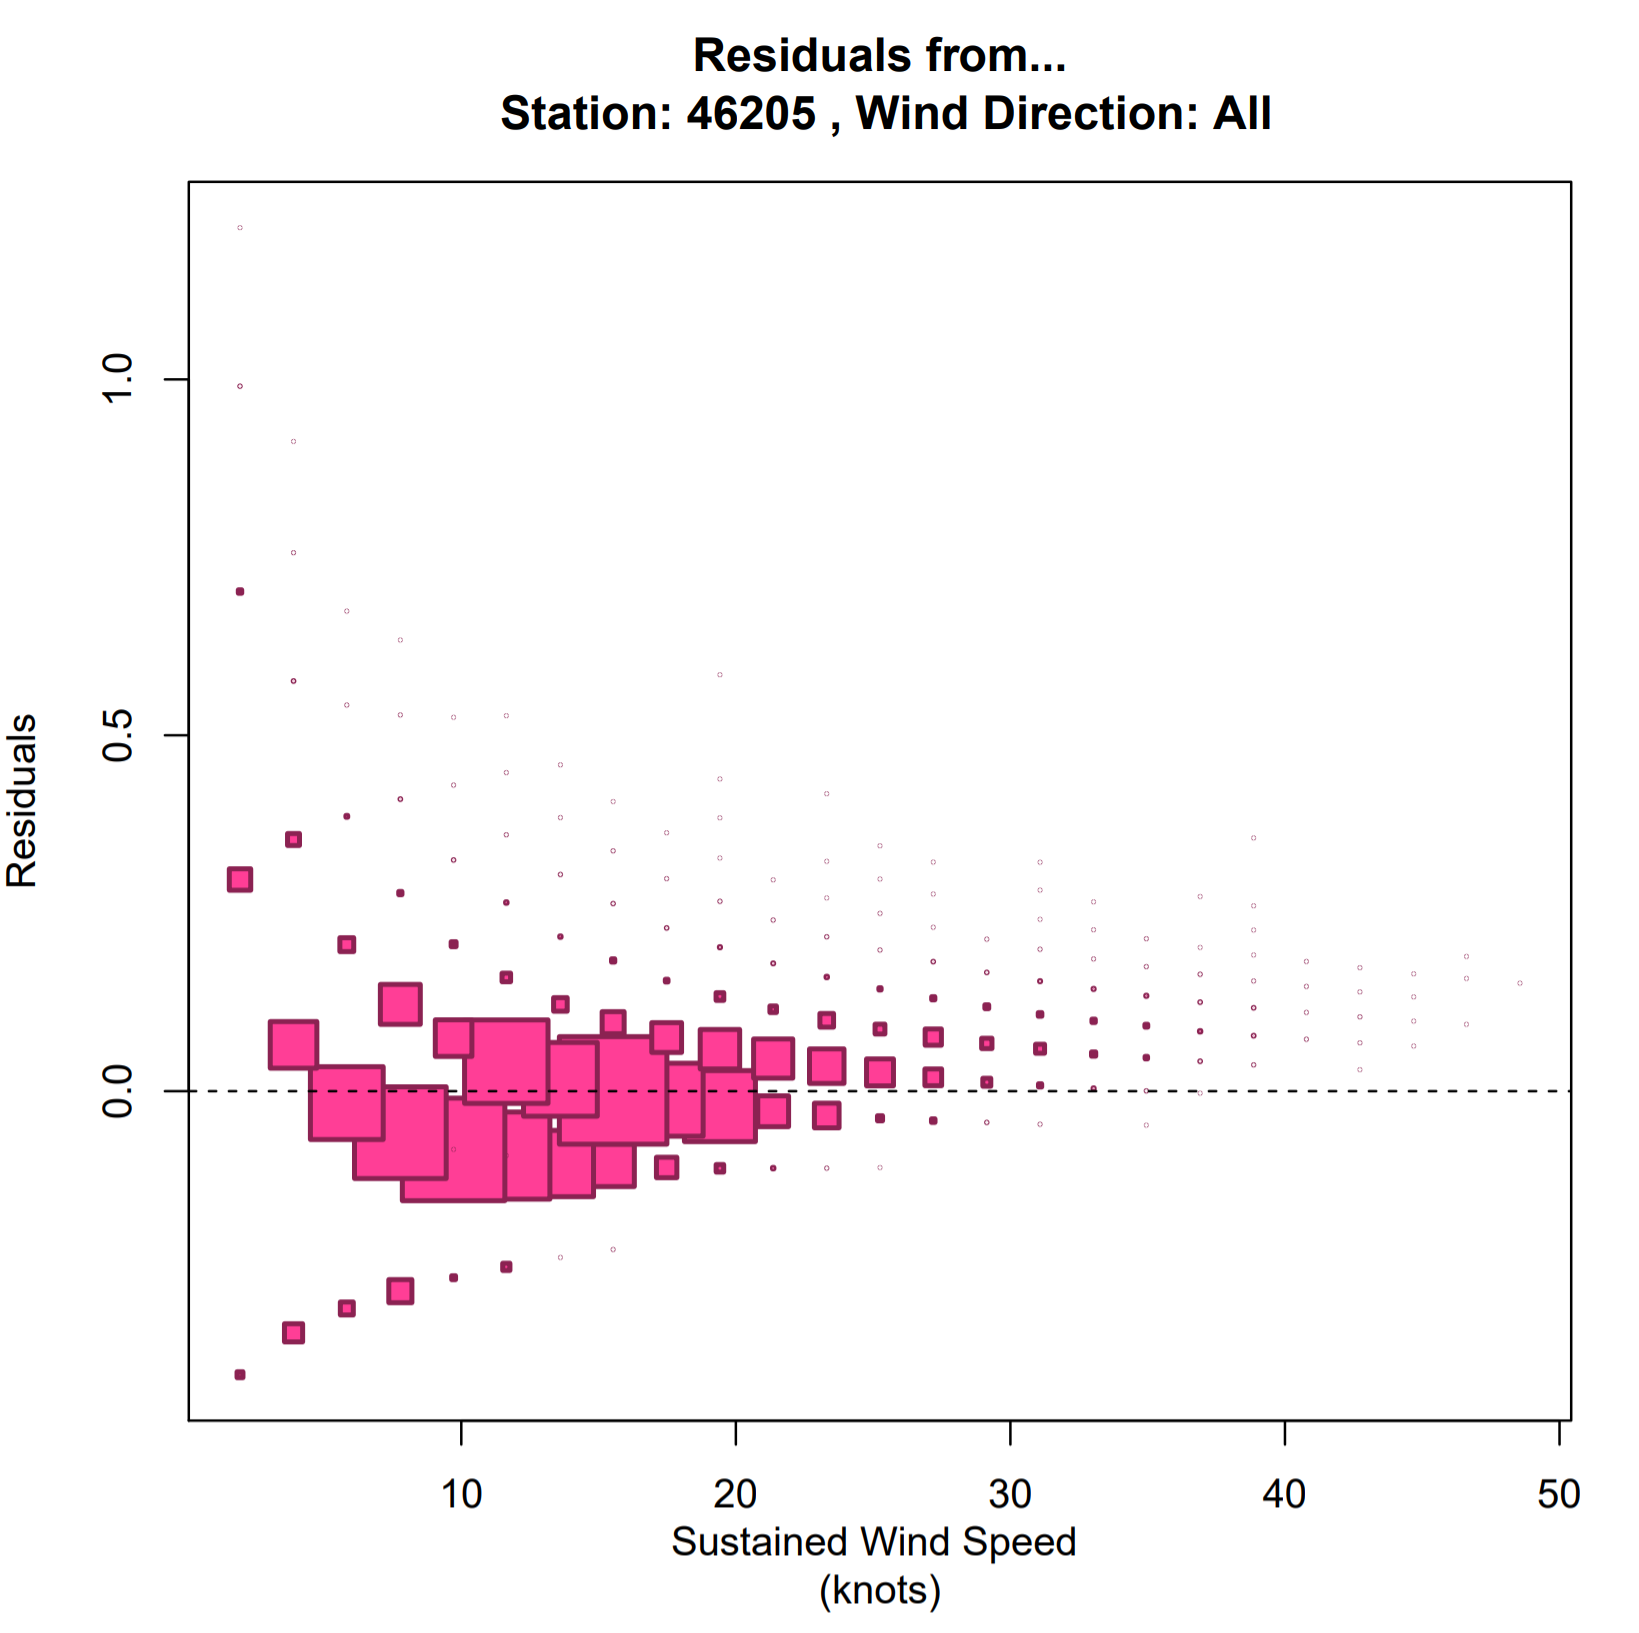 Residuals from...
Station: 46205 , Wind Direction: All
1.0
0.5
0.0
Residuals
10 20 30 40 50
Sustained Wind Speed
(knots)